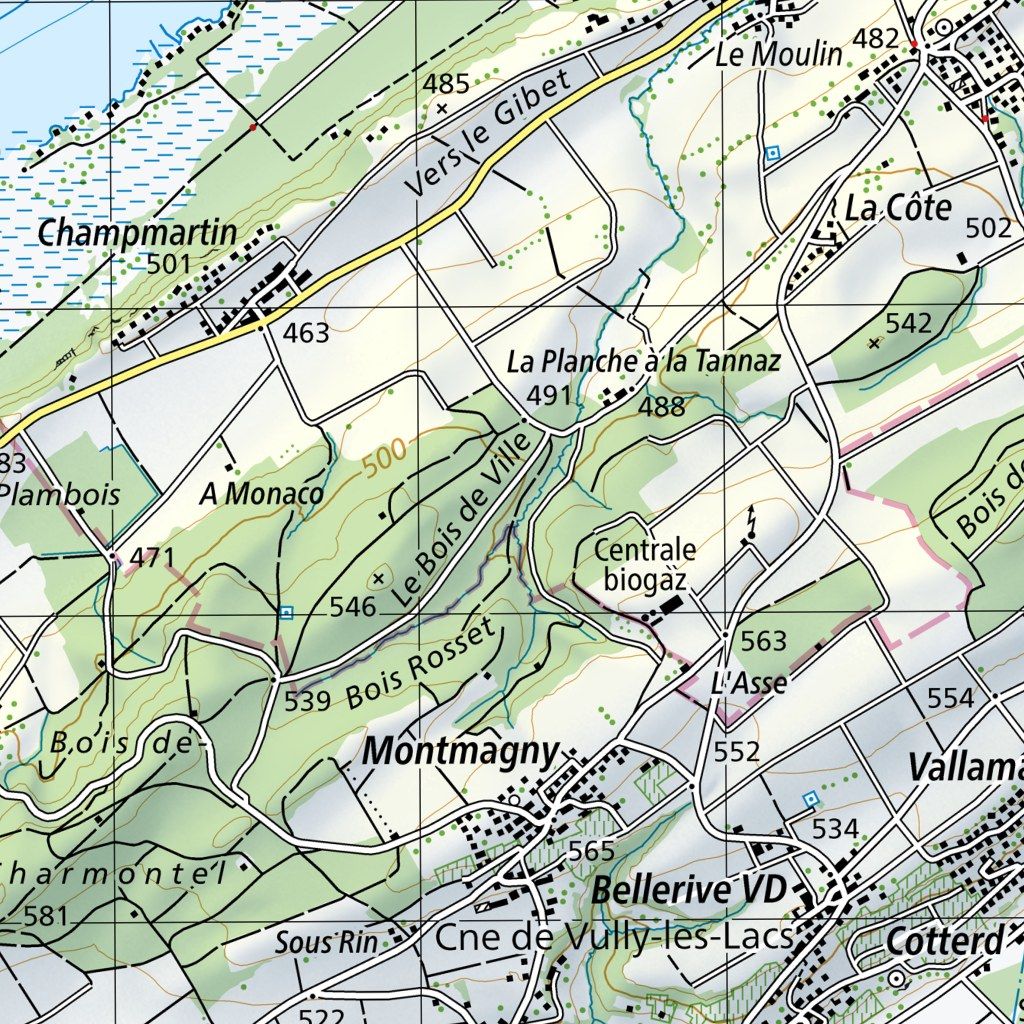 Le Moulin
482
485
Vers le Gibet
La Côte
Champmartin
501
502
463
542
La Planche à la Tannaz
491
488
500
83
Plambois
A Monaco
Le Bois de Ville
Bois de
471
Centrale
biogaz
546
563
Bois Rosset
L'Asse
539
554
Bois de-
Montmagny
552
Vallama
534
565
Charmontel
Bellerive VD
581
Sous Rin
Cne de Vully-les-Lacs
Cotterd
522